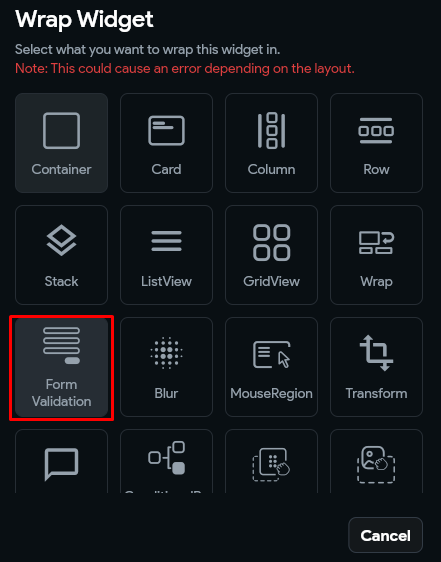 Wrap Widget
Select what you want to wrap this widget in.
Note: This could cause an error depending on the layout.
Container
Card
Column
Row
Stack
ListView
GridView
Wrap
Form
Validation
Blur
MouseRegion
Transform
Cancel